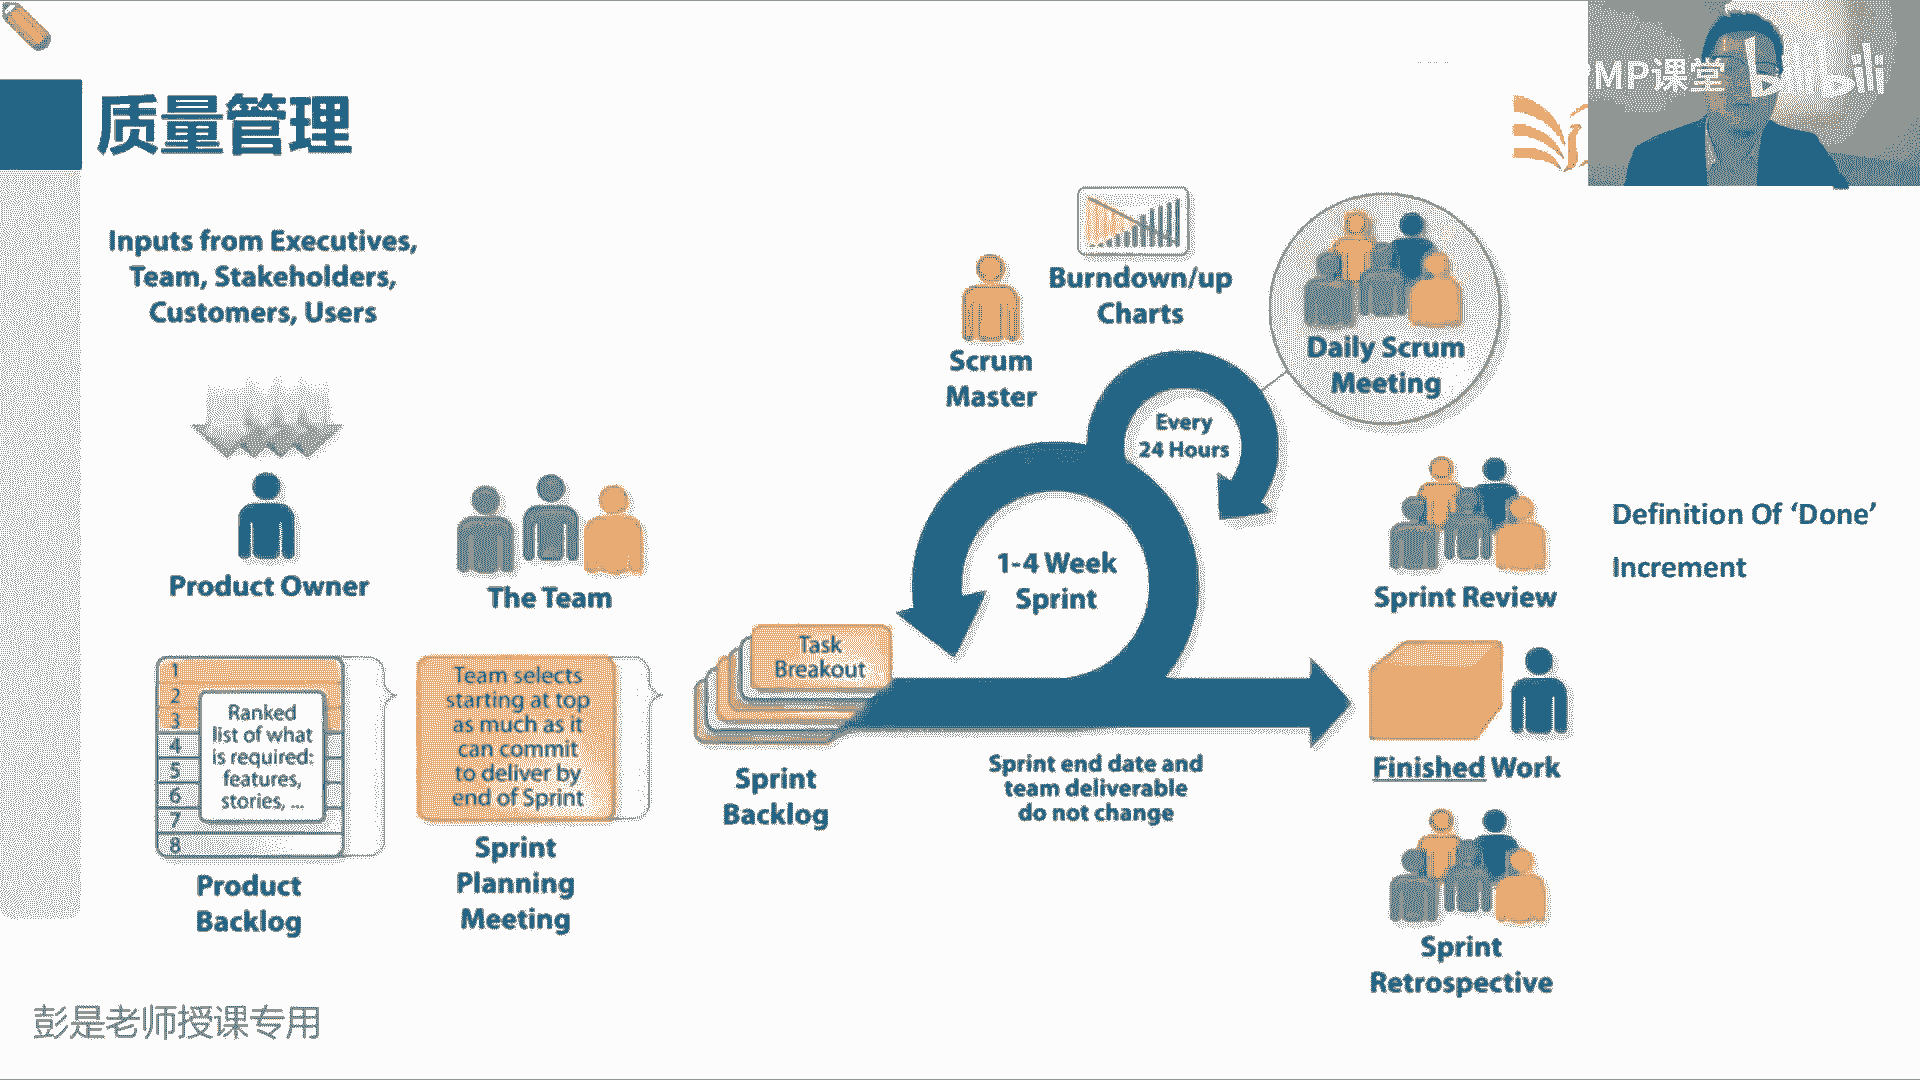 质量管理
MP课堂 bilibili
Inputs from Executives,
Team, Stakeholders,
Customers, Users
Product Owner
The Team
1
2
3
4
5
6
7
8
Ranked
list of what
is required:
features,
stories, ...
Product
Backlog
Team selects
starting at top
as much as it
can commit
to deliver by
end of Sprint
Sprint
Planning
Meeting
Task
Breakout
Sprint
Backlog
Scrum
Master
Burndown/up
Charts
Every
24 Hours
Daily Scrum
Meeting
1-4 Week
Sprint
Sprint end date and
team deliverable
do not change
Sprint Review
Definition Of ‘Done’
Increment
Finished Work
Sprint
Retrospective
彭是老师授课专用